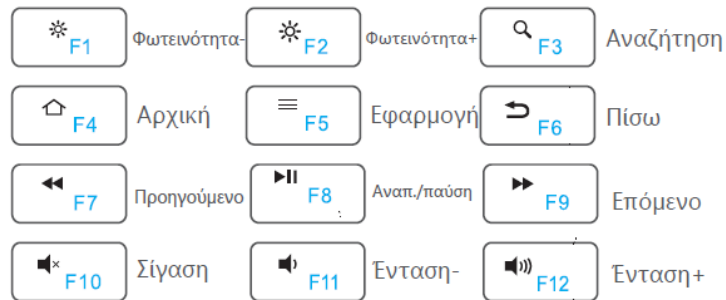 F1 Φωτεινότητα- F2 Φωτεινότητα+ F3 Αναζήτηση
F4 Αρχική F5 Εφαρμογή F6 Πίσω
F7 Προηγούμενο F8 Αναπ./παύση F9 Επόμενο
F10 Σίγαση F11 Ένταση- F12 Ένταση+